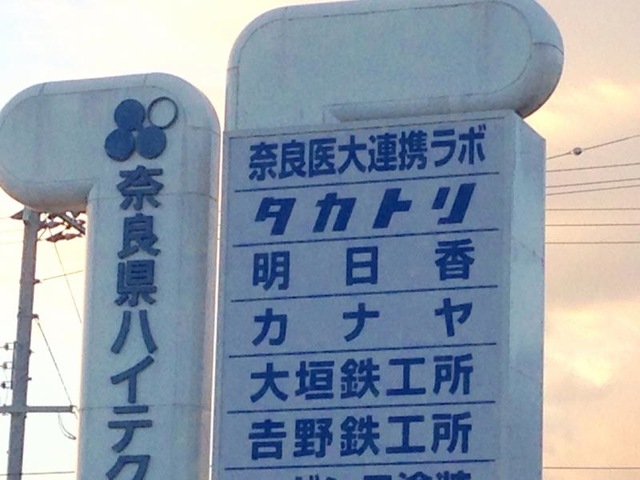 奈良県ハイテク
奈良医大連携ラボ
タカトリ
明日香
カナヤ
大垣鉄工所
吉野鉄工所